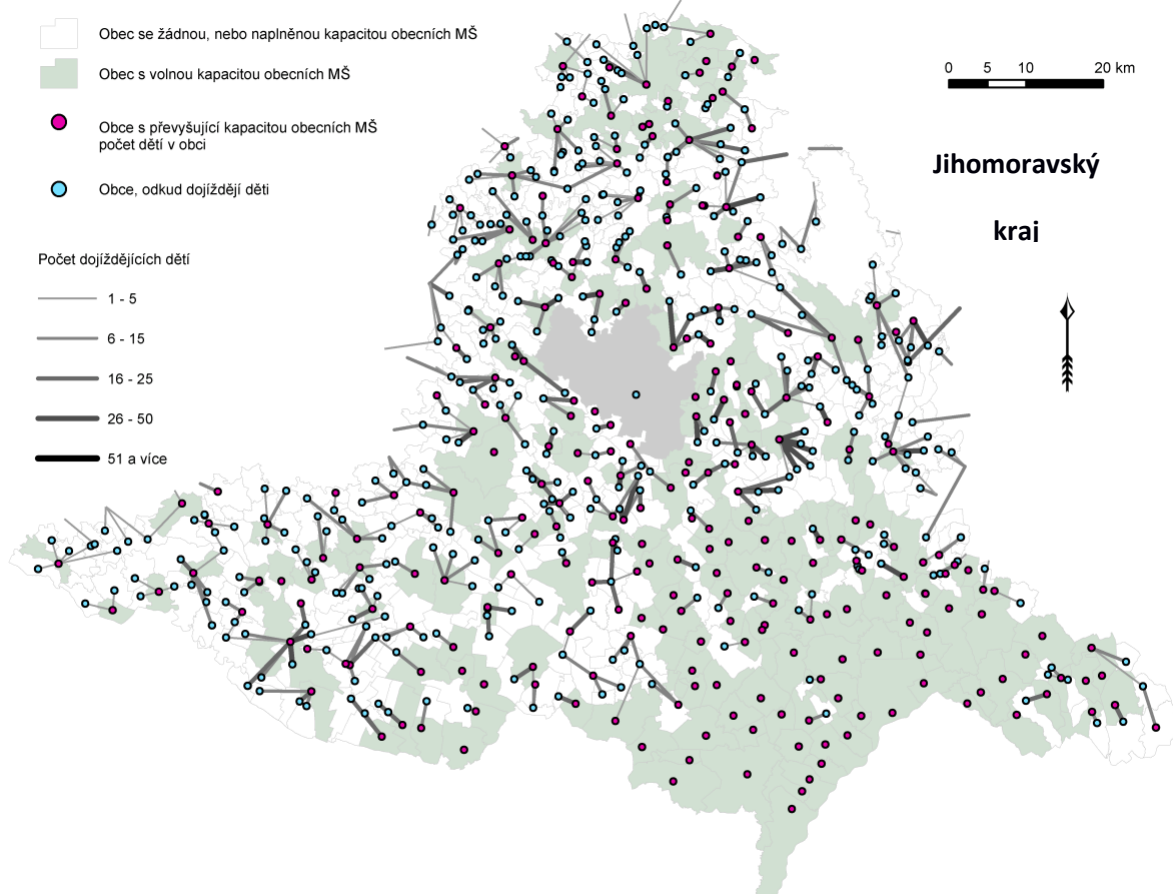 Obec se žádnou, nebo naplněnou kapacitou obecních MŠ
Obec s volnou kapacitou obecních MŠ
Obce s převyšující kapacitou obecních MŠ
počet dětí v obci
Obce, odkud dojíždějí děti
Počet dojíždějících dětí
1 - 5
6 - 15
16 - 25
26 - 50
51 a více
0 5 10 20 km
Jihomoravský
kraj